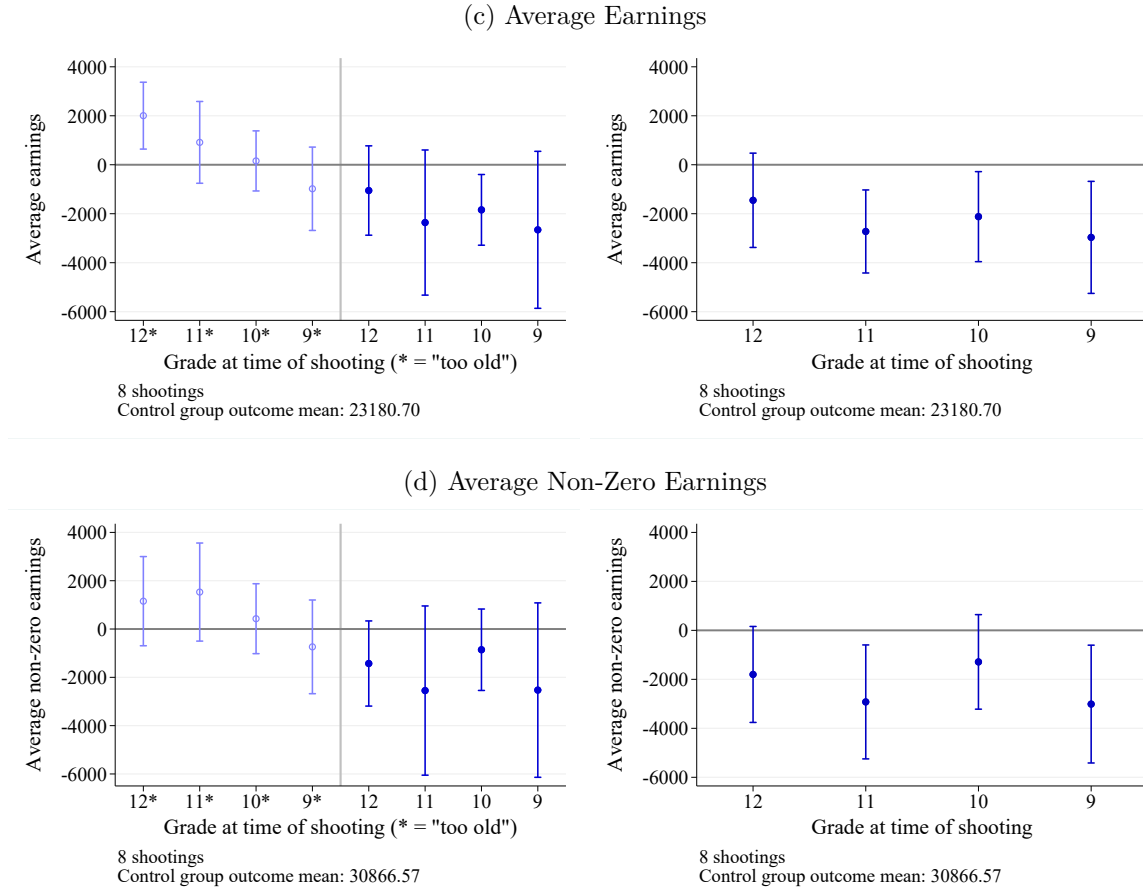 (c) Average Earnings
Average earnings
4000
2000
0
-2000
-4000
-6000
12* 11* 10* 9* 12 11 10 9
Grade at time of shooting (* = "too old")
8 shootings
Control group outcome mean: 23180.70
Average earnings
4000
2000
0
-2000
-4000
-6000
12 11 10 9
Grade at time of shooting
8 shootings
Control group outcome mean: 23180.70
(d) Average Non-Zero Earnings
Average non-zero earnings
4000
2000
0
-2000
-4000
-6000
12* 11* 10* 9* 12 11 10 9
Grade at time of shooting (* = "too old")
8 shootings
Control group outcome mean: 30866.57
Average non-zero earnings
4000
2000
0
-2000
-4000
-6000
12 11 10 9
Grade at time of shooting
8 shootings
Control group outcome mean: 30866.57